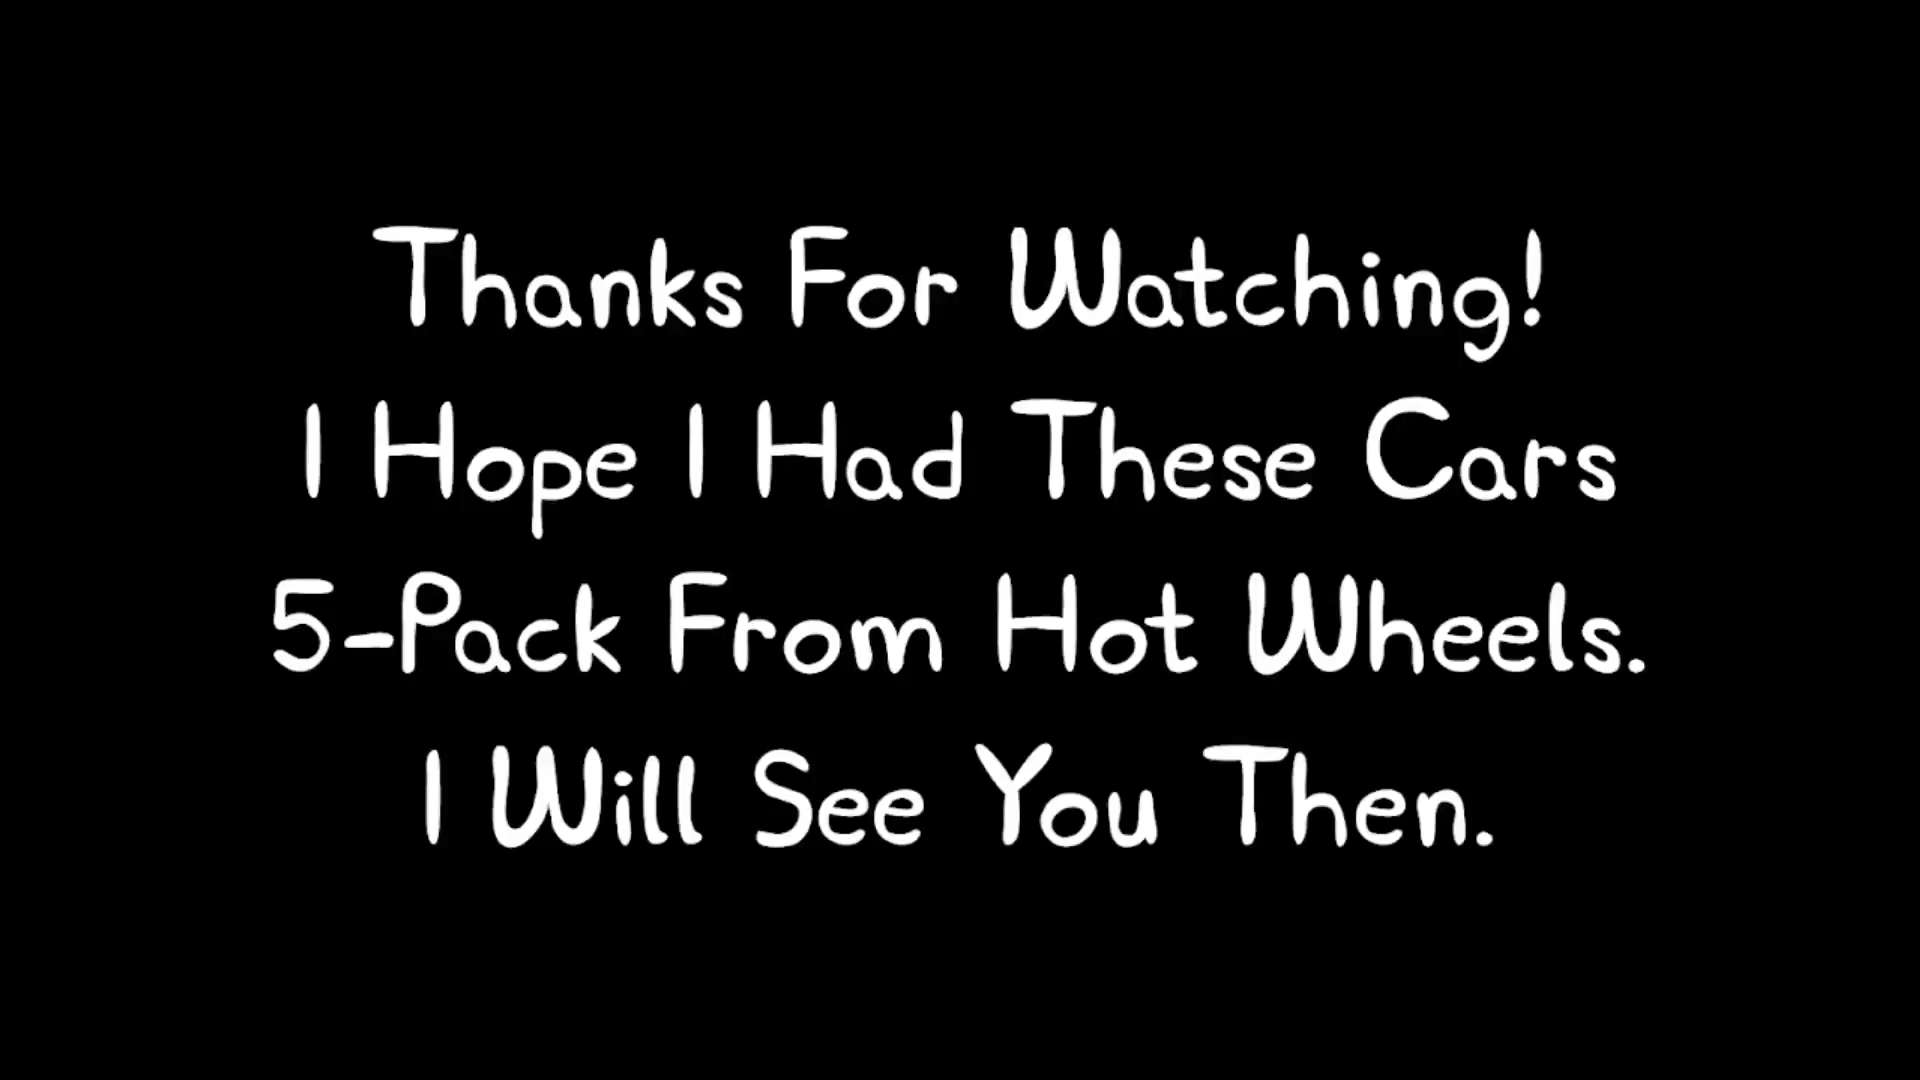 Thanks For Watching!
I Hope I Had These Cars
5-Pack From Hot Wheels.
I Will See You Then.